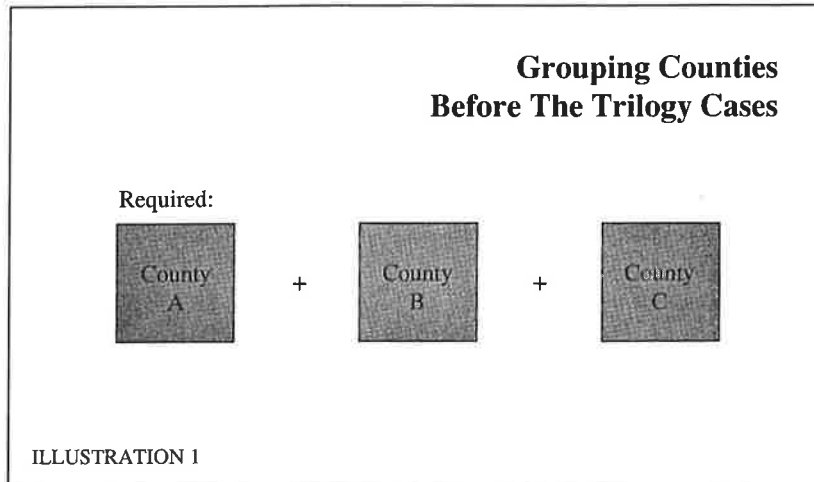 Grouping Counties
Before The Trilogy Cases
Required:
County
A
+
County
B
+
County
C
ILLUSTRATION 1